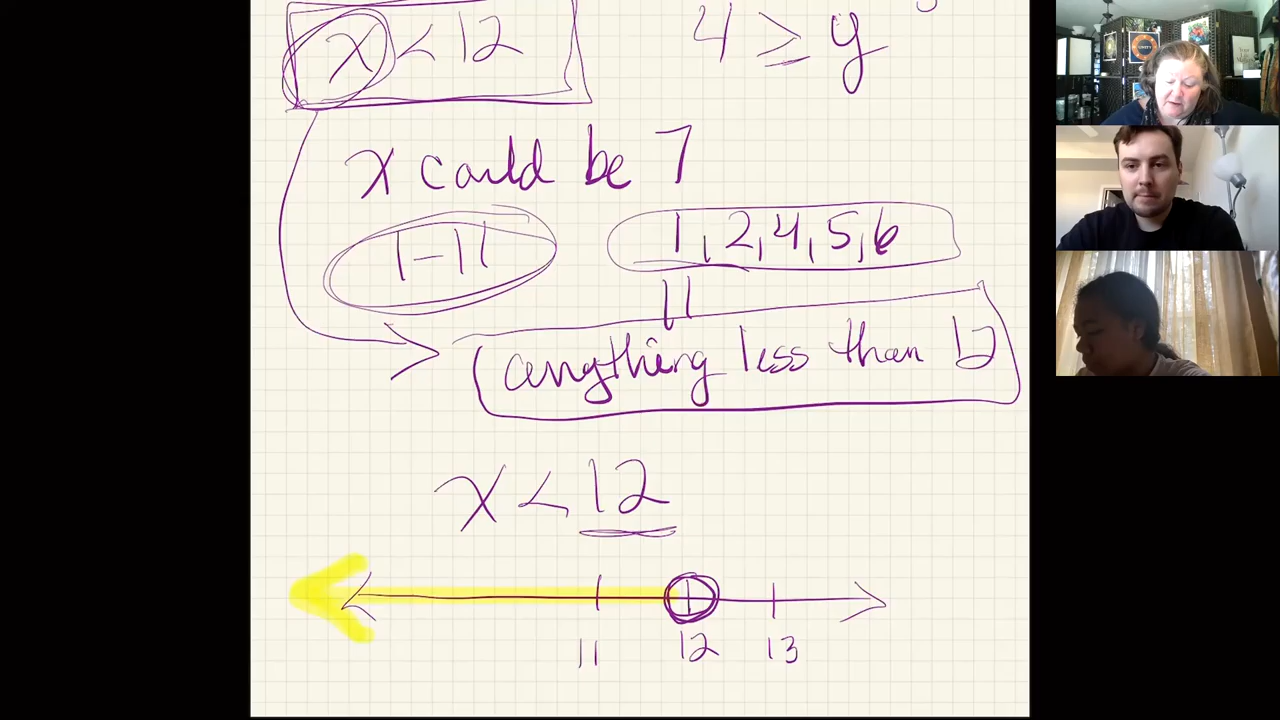 x < 12 4 ≥ y
x could be 7
1-11 1, 2, 4, 5, 6
11
anything less than 12
x < 12
11 12 13